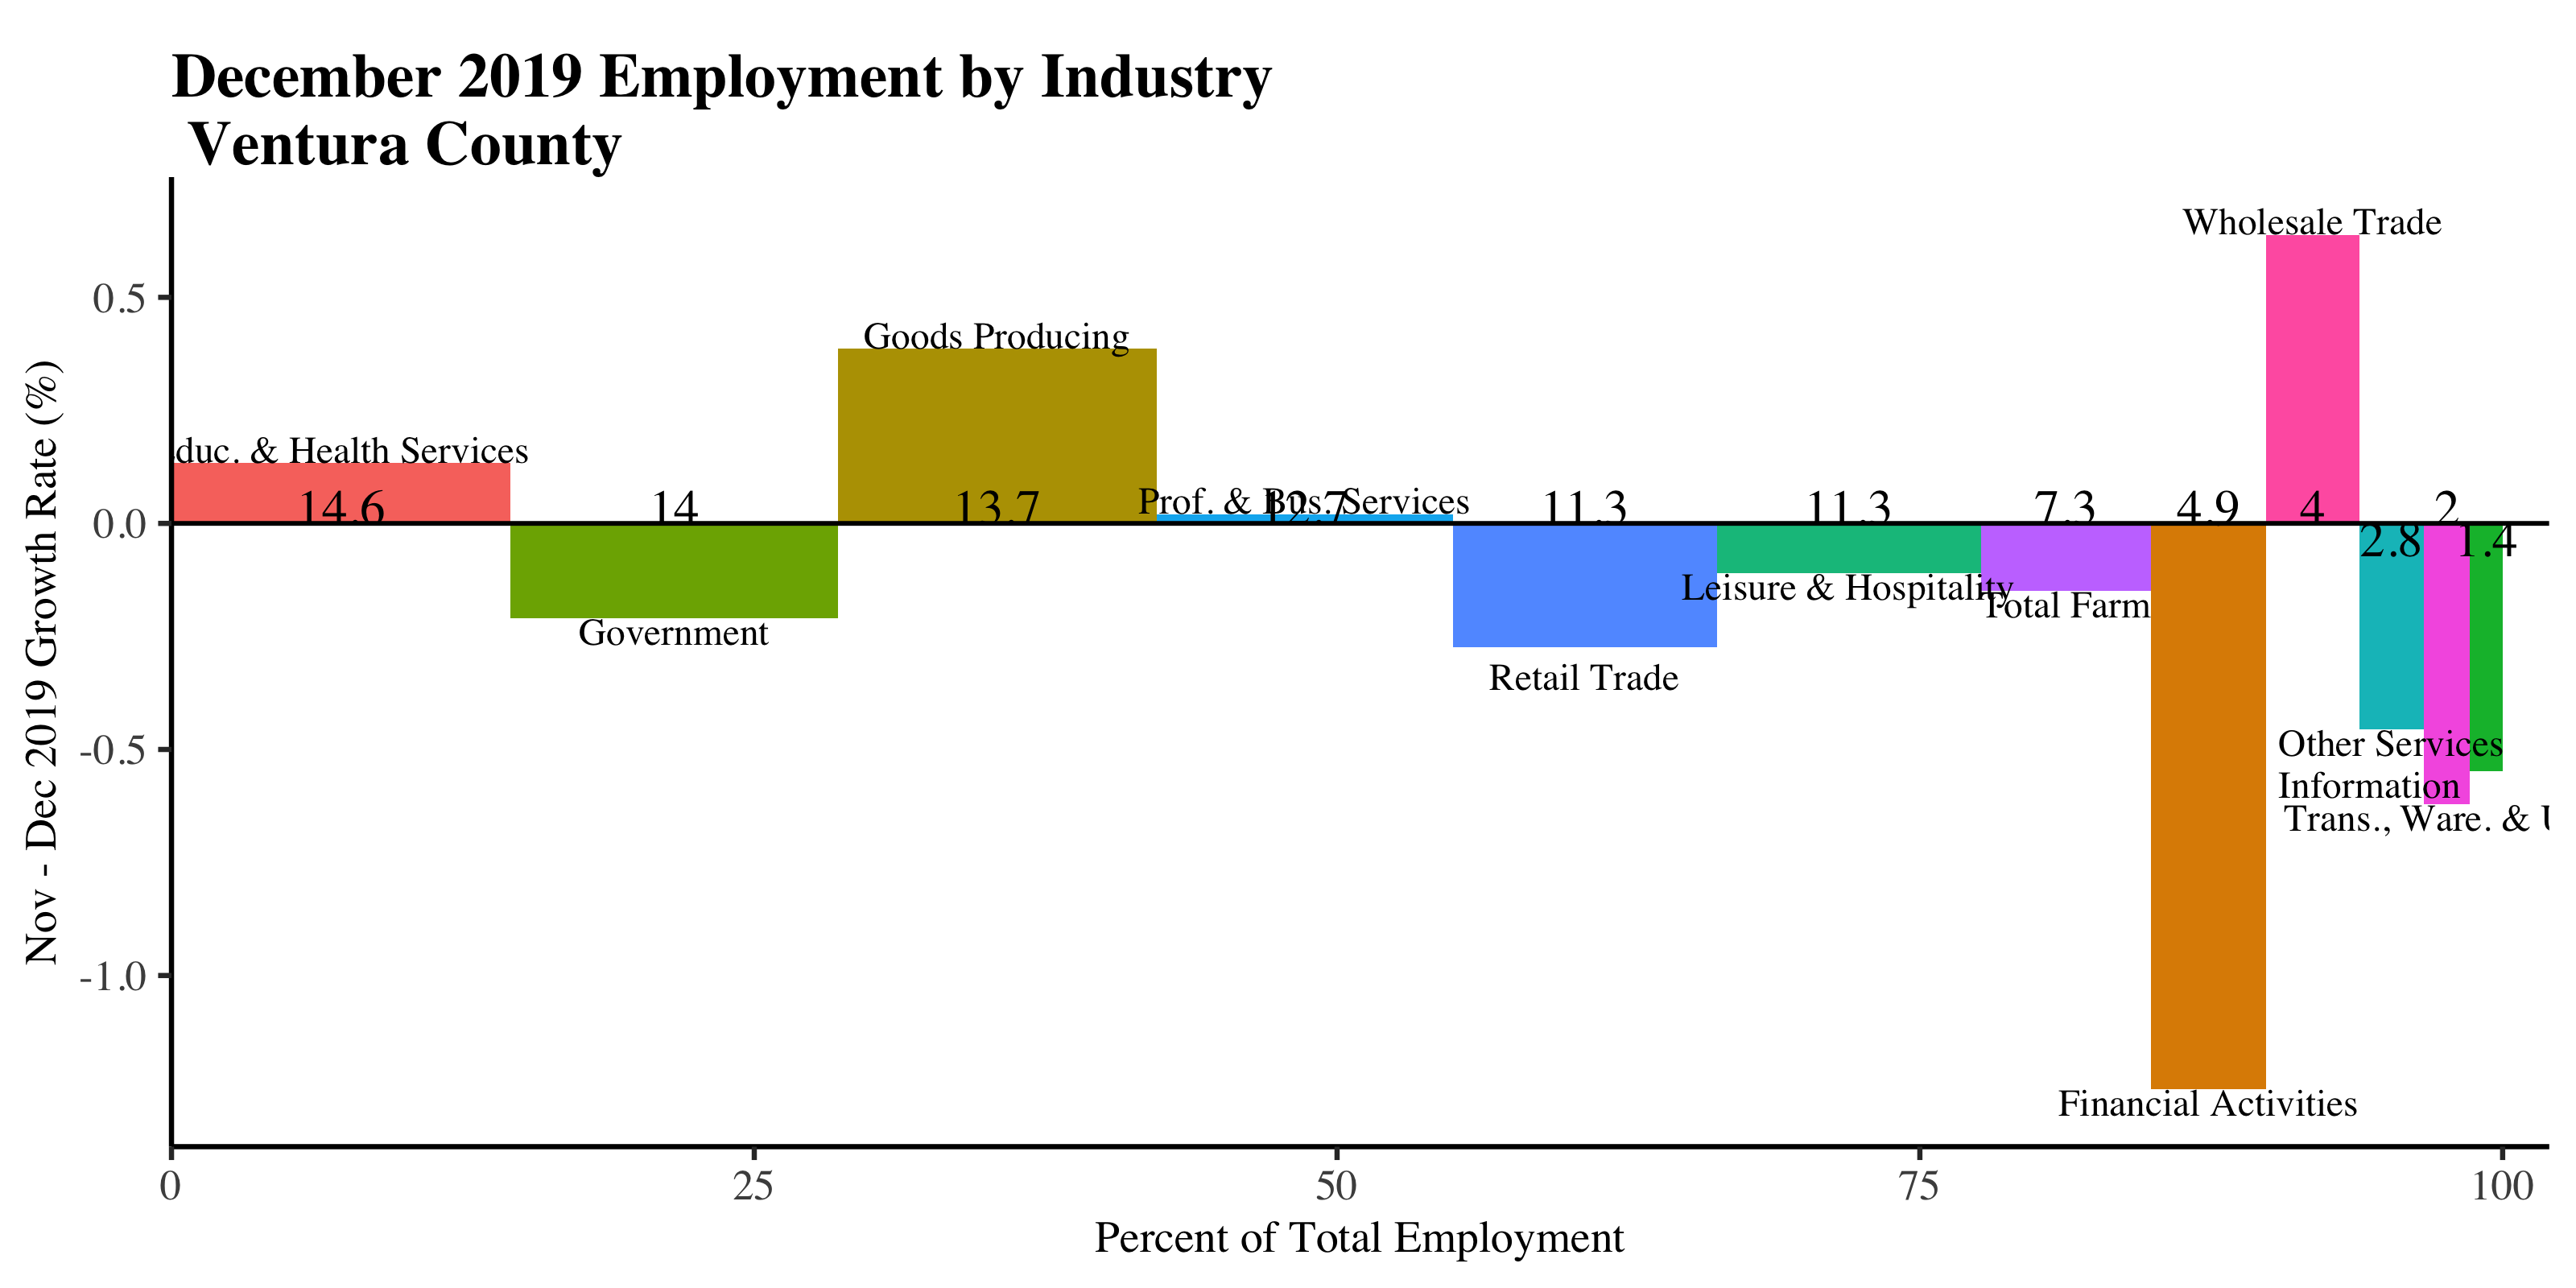 December 2019 Employment by Industry
Ventura County
Wholesale Trade
0.5
Goods Producing
duc. & Health Services
Prof. & Bus. Services
14.6 14 13.7 12.7 11.3 11.3 7.3 4.9 4 2
0.0
2.8 1.4
Leisure & Hospitality
Total Farm
Government
Retail Trade
Other Services
-0.5
Information
Trans., Ware. & U
-1.0
Financial Activities
0 25 50 75 100
Percent of Total Employment
Nov - Dec 2019 Growth Rate (%)